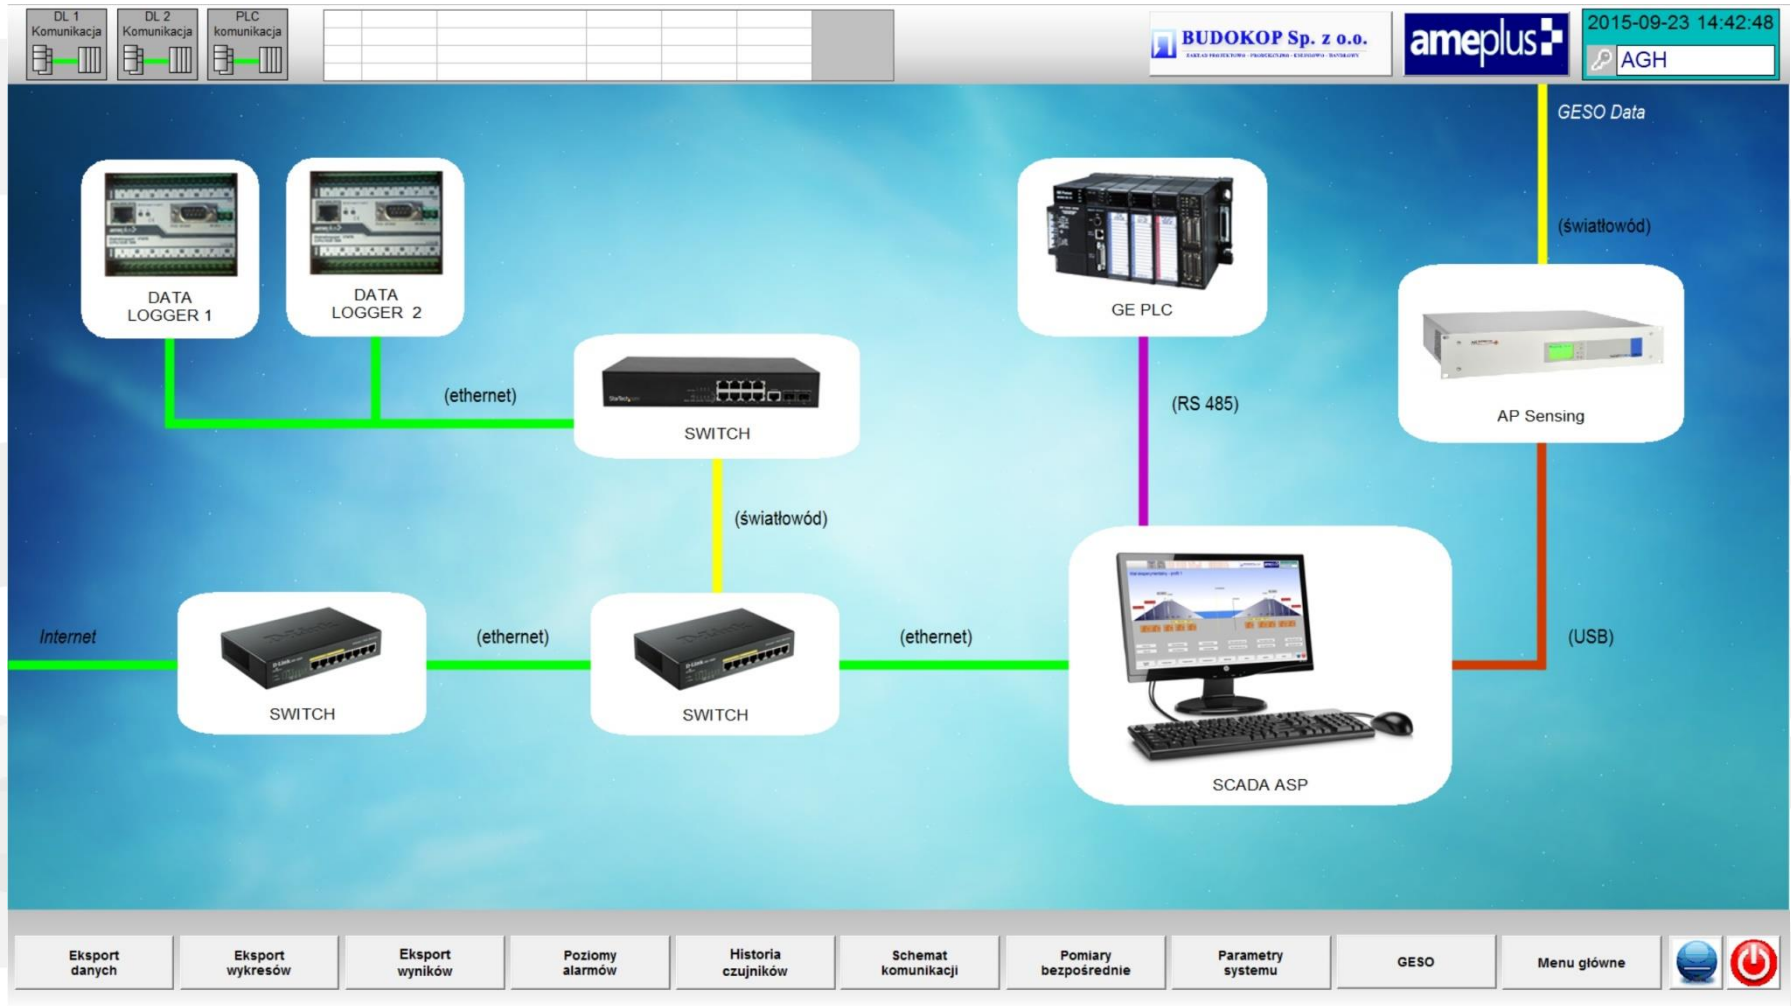 DL 1
Komunikacja
DL 2
Komunikacja
PLC
komunikacja
BUDOKOP Sp. z o.o.
ameplus
2015-09-23 14:42:48
AGH
GESO Data
(światłowód)
DATA
LOGGER 1
DATA
LOGGER 2
GE PLC
AP Sensing
(ethernet)
StarTech
SWITCH
(RS 485)
(światłowód)
Internet
(ethernet)
(ethernet)
(USB)
D-Link
SWITCH
D-Link
SWITCH
SCADA ASP
Eksport
danych
Eksport
wykresów
Eksport
wyników
Poziomy
alarmów
Historia
czujników
Schemat
komunikacji
Pomiary
bezpośrednie
Parametry
systemu
GESO
Menu główne